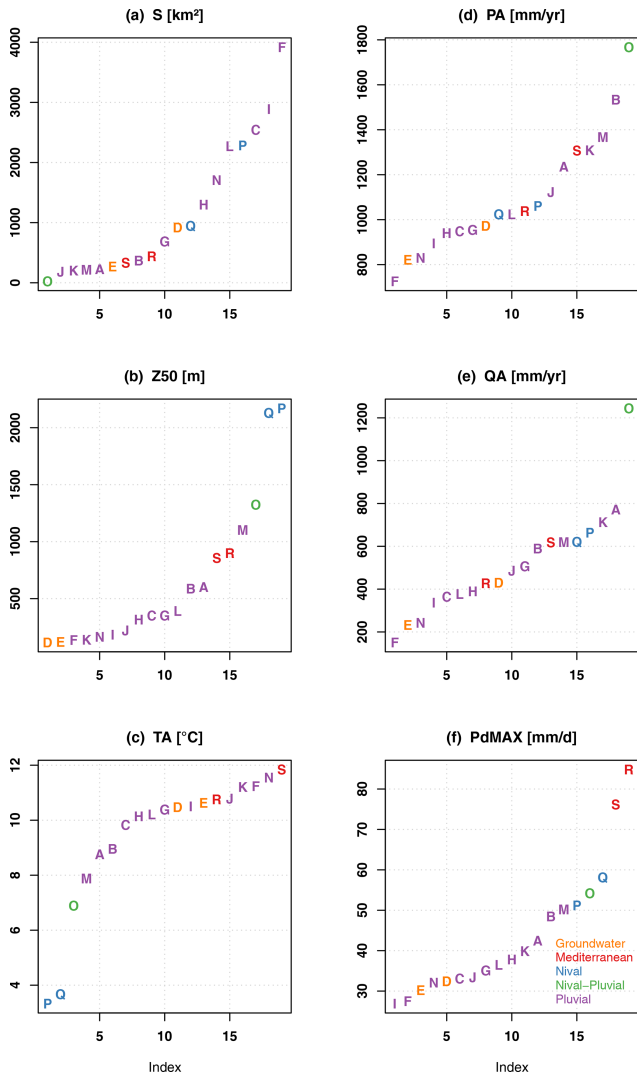 (a) S [km²]
4000
3000
2000
1000
0
O J K M A E S B R G D Q H N L P C I F
5 10 15
(d) PA [mm/yr]
1800
1600
1400
1200
1000
800
F E N I H C G D Q L R P J A S K M B O
5 10 15
(b) Z50 [m]
2000
1500
1000
500
D E F K N I J H C G L B A S R M O Q P
5 10 15
(e) QA [mm/yr]
1200
1000
800
600
400
200
F E N I C L H R D J G B S M Q P K A O
5 10 15
(c) TA [°C]
12
10
8
6
4
P Q O M A B C H L G D I E R J K F N S
5 10 15
Index
(f) PdMAX [mm/d]
80
70
60
50
40
30
I F E N D C J G L H K A B M P O Q S R
Groundwater
Mediterranean
Nival
Nival−Pluvial
Pluvial
5 10 15
Index